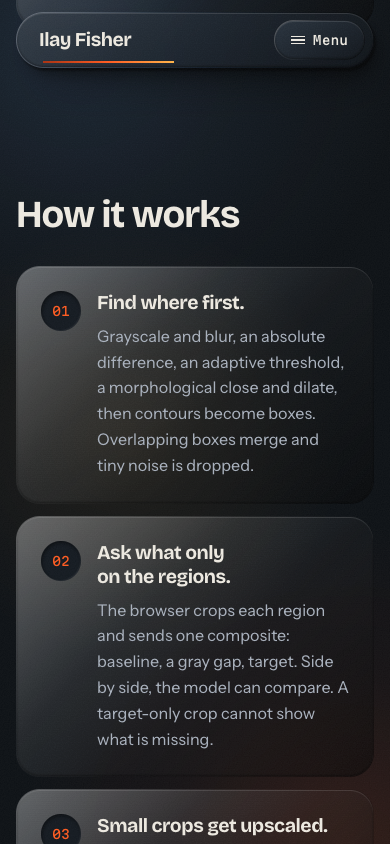 Ilay Fisher
Menu
How it works
01
Find where first.
Grayscale and blur, an absolute
difference, an adaptive threshold,
a morphological close and dilate,
then contours become boxes.
Overlapping boxes merge and
tiny noise is dropped.
02
Ask what only
on the regions.
The browser crops each region
and sends one composite:
baseline, a gray gap, target. Side
by side, the model can compare. A
target-only crop cannot show
what is missing.
03
Small crops get upscaled.